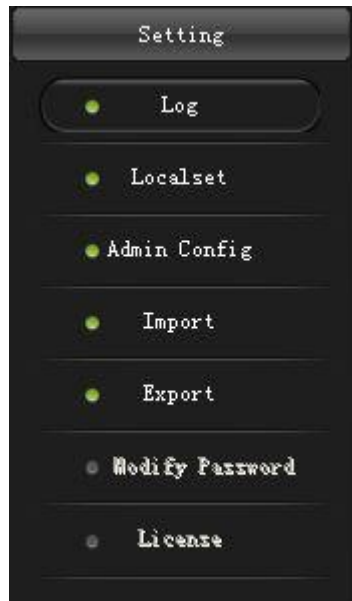 Setting
Log
Localset
Admin Config
Import
Export
Modify Password
License